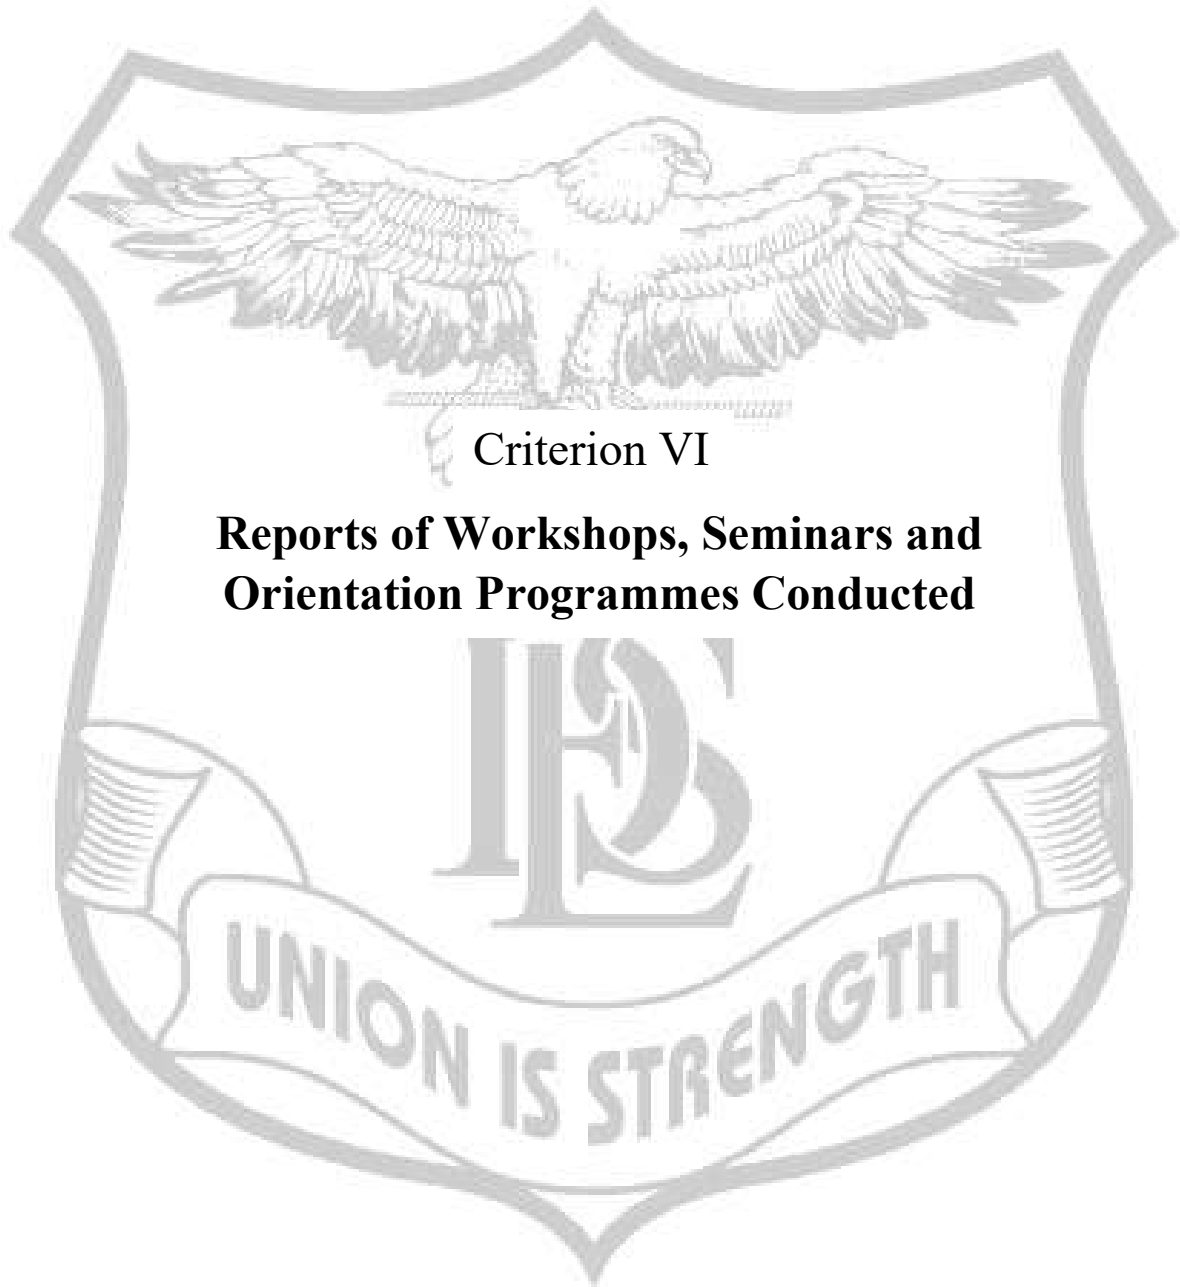 Criterion VI
Reports of Workshops, Seminars and
Orientation Programmes Conducted
UNION IS STRENGTH